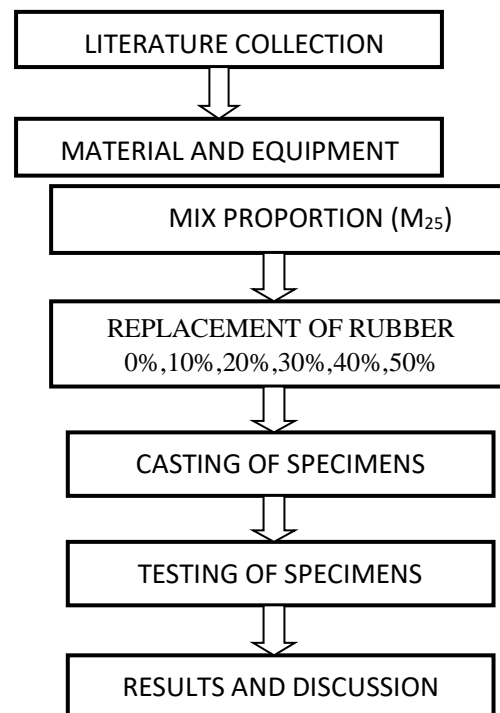 LITERATURE COLLECTION
MATERIAL AND EQUIPMENT
MIX PROPORTION (M₂₅)
REPLACEMENT OF RUBBER
0%,10%,20%,30%,40%,50%
CASTING OF SPECIMENS
TESTING OF SPECIMENS
RESULTS AND DISCUSSION